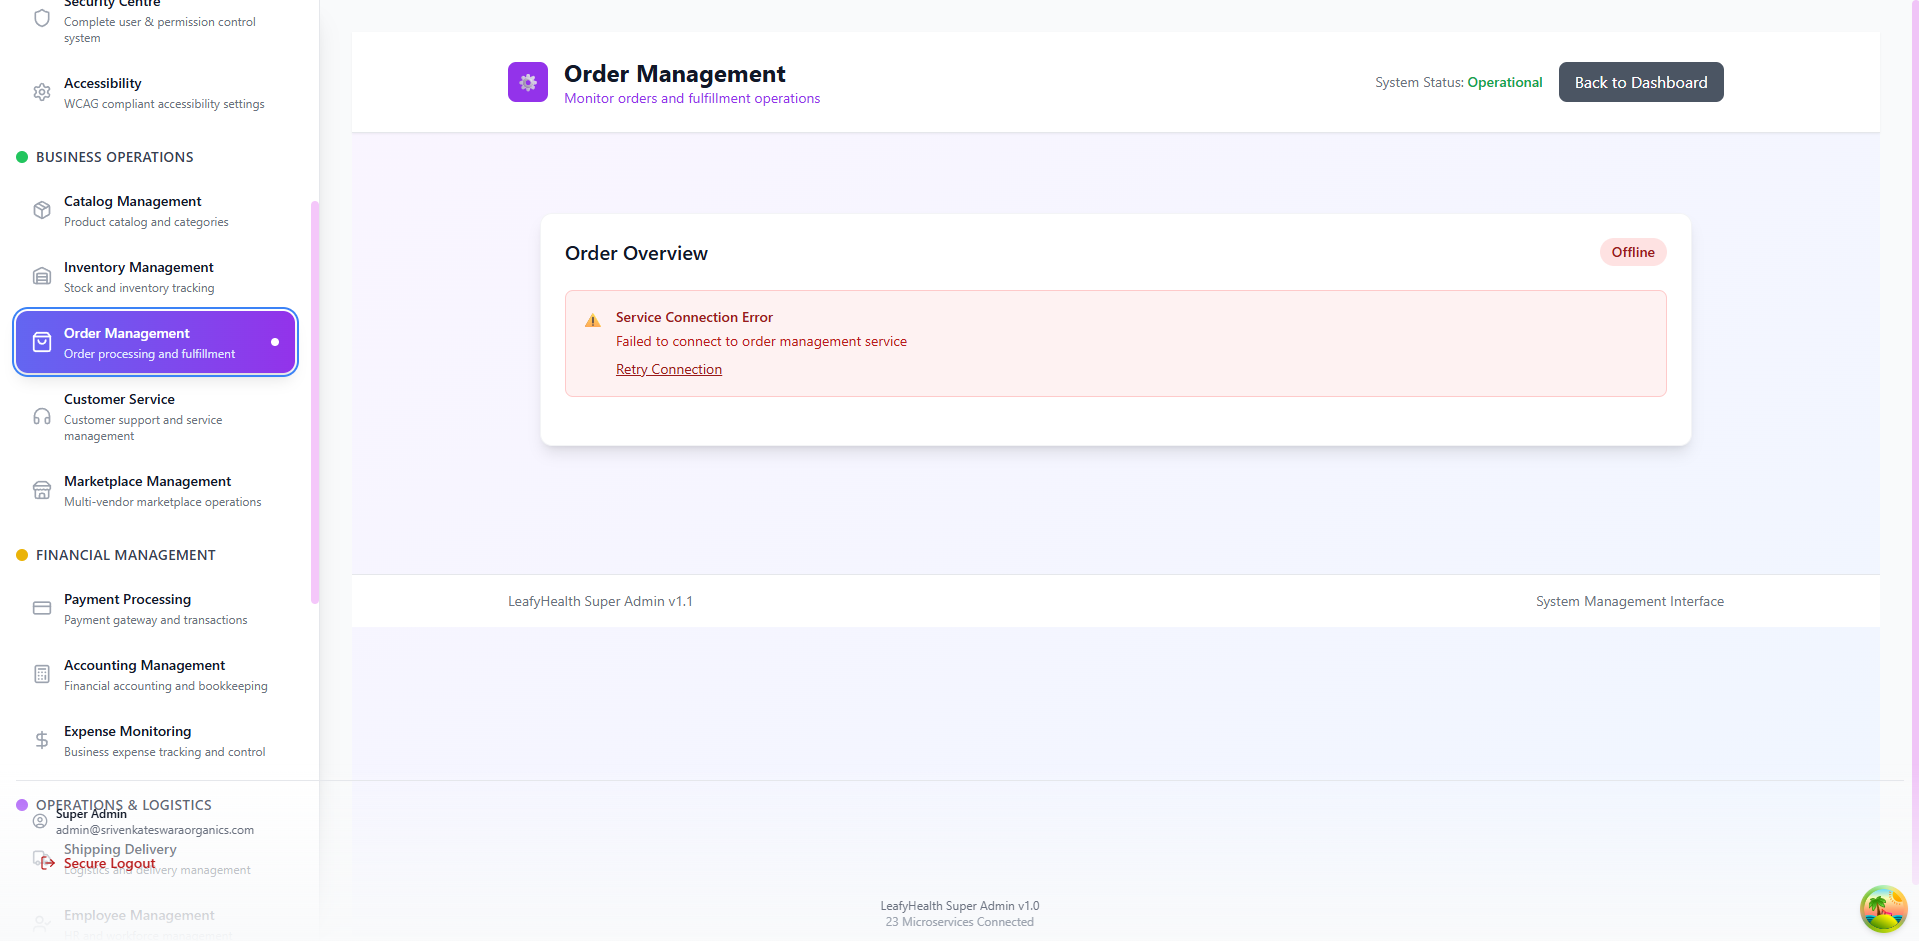 Security Centre
Complete user & permission control
system
Accessibility
WCAG compliant accessibility settings
BUSINESS OPERATIONS
Catalog Management
Product catalog and categories
Inventory Management
Stock and inventory tracking
Order Management
Order processing and fulfillment
Customer Service
Customer support and service
management
Marketplace Management
Multi-vendor marketplace operations
FINANCIAL MANAGEMENT
Payment Processing
Payment gateway and transactions
Accounting Management
Financial accounting and bookkeeping
Expense Monitoring
Business expense tracking and control
OPERATIONS & LOGISTICS
Super Admin
admin@srivenkateswaraorganics.com
Shipping Delivery
Secure Logout
Logistics and delivery management
Employee Management
Order Management
Monitor orders and fulfillment operations
System Status: Operational
Back to Dashboard
Order Overview
Offline
Service Connection Error
Failed to connect to order management service
Retry Connection
LeafyHealth Super Admin v1.1
System Management Interface
LeafyHealth Super Admin v1.0
23 Microservices Connected